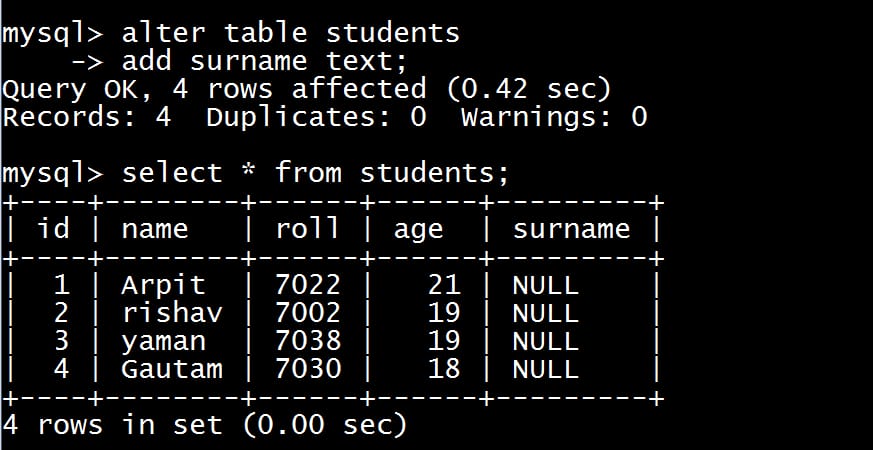 mysql> alter table students
    -> add surname text;
Query OK, 4 rows affected (0.42 sec)
Records: 4  Duplicates: 0  Warnings: 0

mysql> select * from students;
+----+--------+------+------+---------+
| id | name   | roll | age  | surname |
+----+--------+------+------+---------+
|  1 | Arpit  | 7022 |   21 | NULL    |
|  2 | rishav | 7002 |   19 | NULL    |
|  3 | yaman  | 7038 |   19 | NULL    |
|  4 | Gautam | 7030 |   18 | NULL    |
+----+--------+------+------+---------+
4 rows in set (0.00 sec)